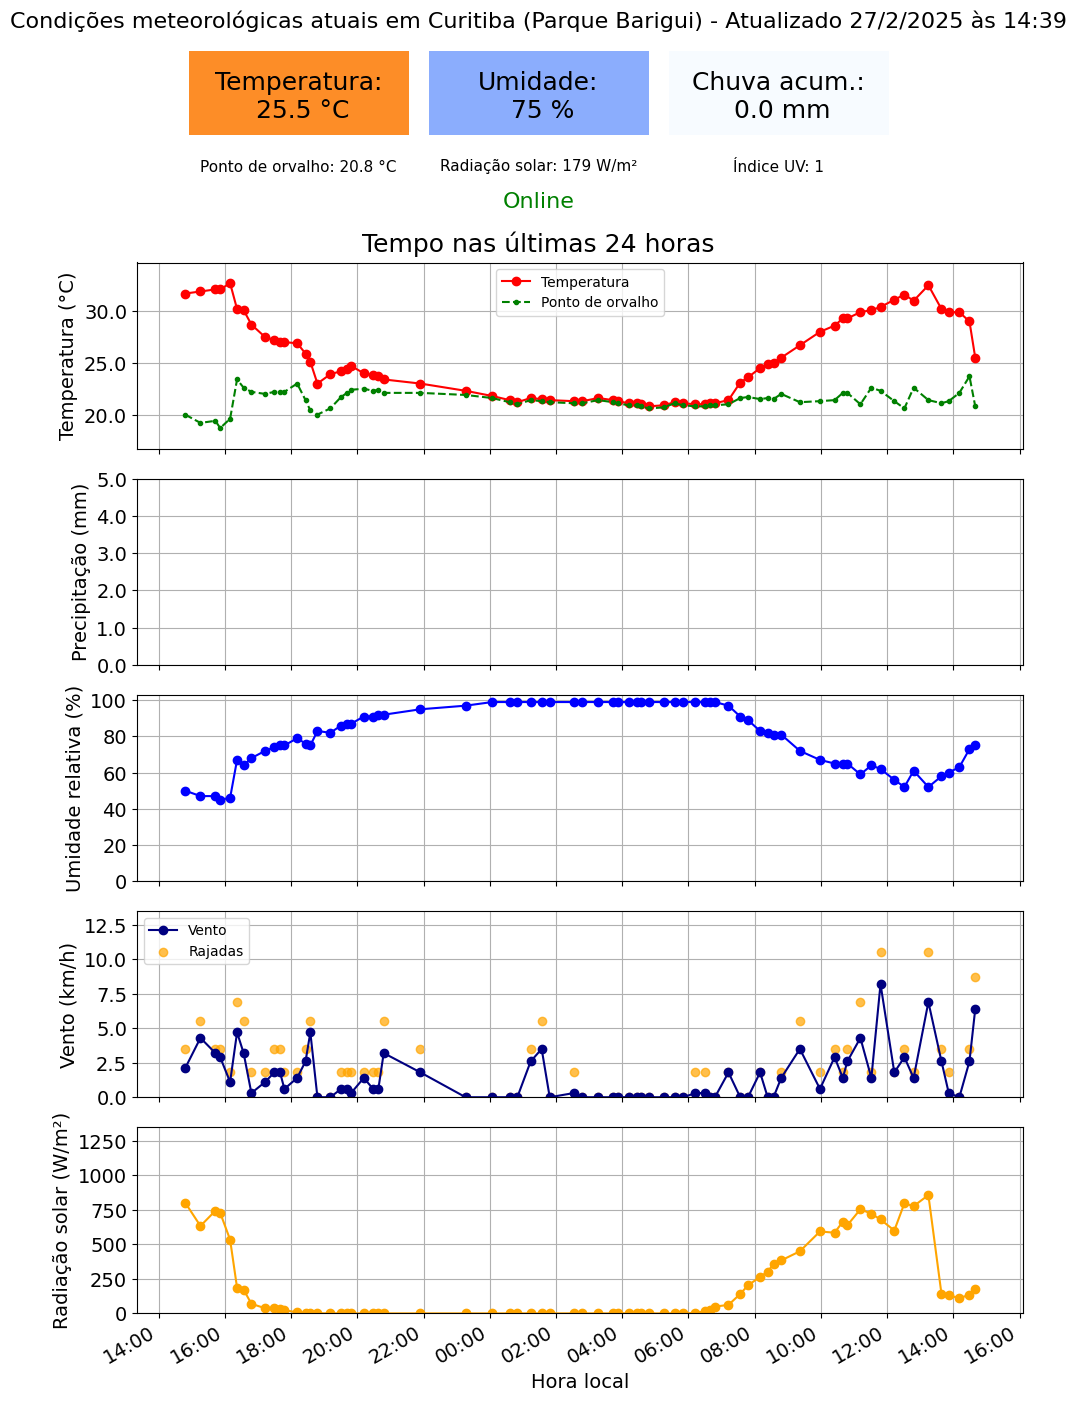 Condições meteorológicas atuais em Curitiba (Parque Barigui) - Atualizado 27/2/2025 às 14:39
Temperatura:
25.5 °C
Umidade:
75 %
Chuva acum.:
0.0 mm
Ponto de orvalho: 20.8 °C
Radiação solar: 179 W/m²
Índice UV: 1
Online
Tempo nas últimas 24 horas
Temperatura (°C)
30.0
25.0
20.0
Temperatura
Ponto de orvalho
Precipitação (mm)
5.0
4.0
3.0
2.0
1.0
0.0
Umidade relativa (%)
100
80
60
40
20
0
Vento (km/h)
12.5
10.0
7.5
5.0
2.5
0.0
Vento
Rajadas
Radiação solar (W/m²)
1250
1000
750
500
250
0
14:00
16:00
18:00
20:00
22:00
00:00
02:00
04:00
06:00
08:00
10:00
12:00
14:00
16:00
Hora local